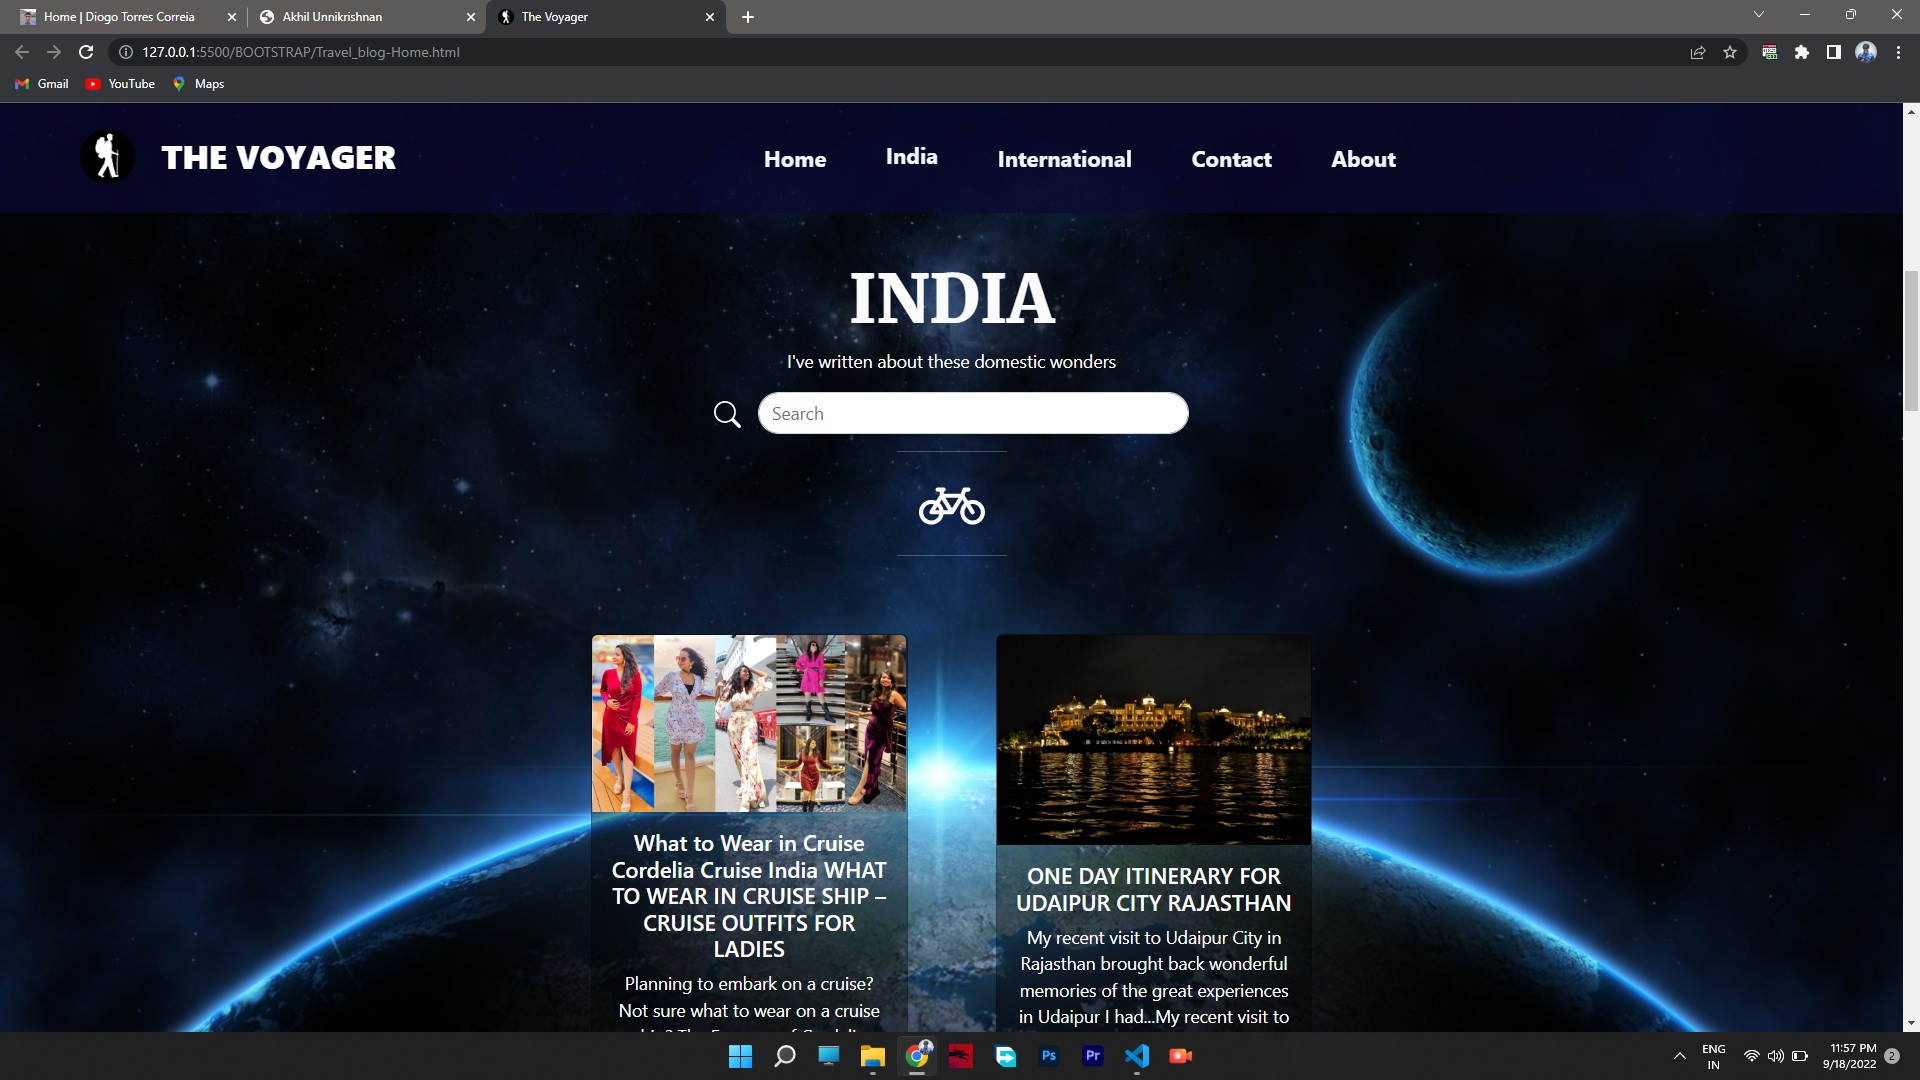 Home | Diogo Torres Correia
Akhil Unnikrishnan
The Voyager
127.0.0.1:5500/BOOTSTRAP/Travel_blog-Home.html
Gmail
YouTube
Maps
THE VOYAGER
Home
India
International
Contact
About
INDIA
I've written about these domestic wonders
Search
What to Wear in Cruise
Cordelia Cruise India WHAT
TO WEAR IN CRUISE SHIP –
CRUISE OUTFITS FOR
LADIES
Planning to embark on a cruise?
Not sure what to wear on a cruise
ONE DAY ITINERARY FOR
UDAIPUR CITY RAJASTHAN
My recent visit to Udaipur City in
Rajasthan brought back wonderful
memories of the great experiences
in Udaipur I had...My recent visit to
Ps
Pr
ENG
IN
11:57 PM
9/18/2022
2